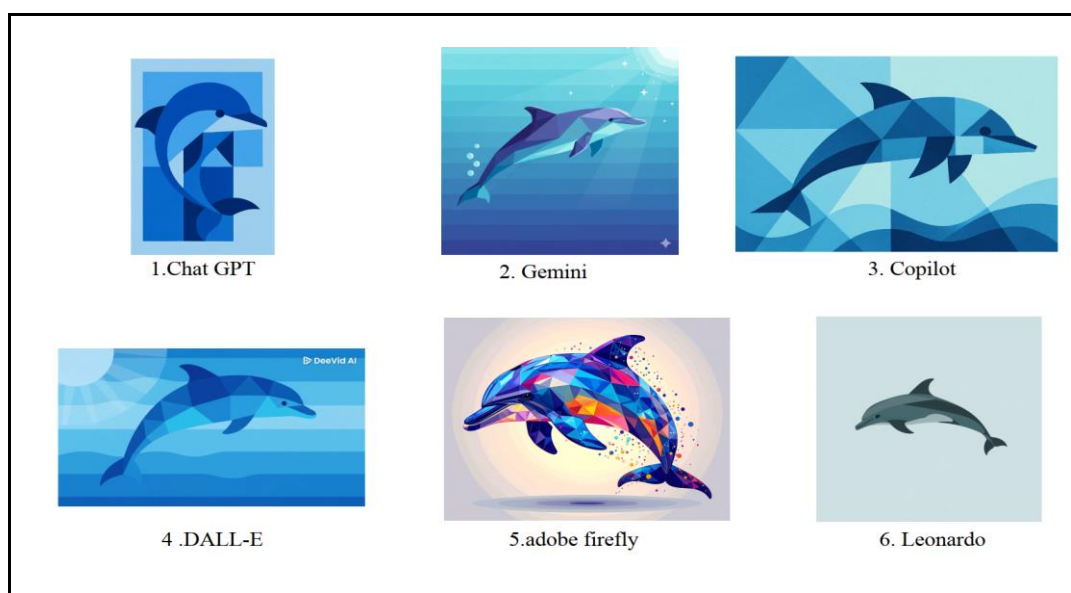 1.Chat GPT
2. Gemini
3. Copilot
DeeVid AI
4 .DALL-E
5.adobe firefly
6. Leonardo